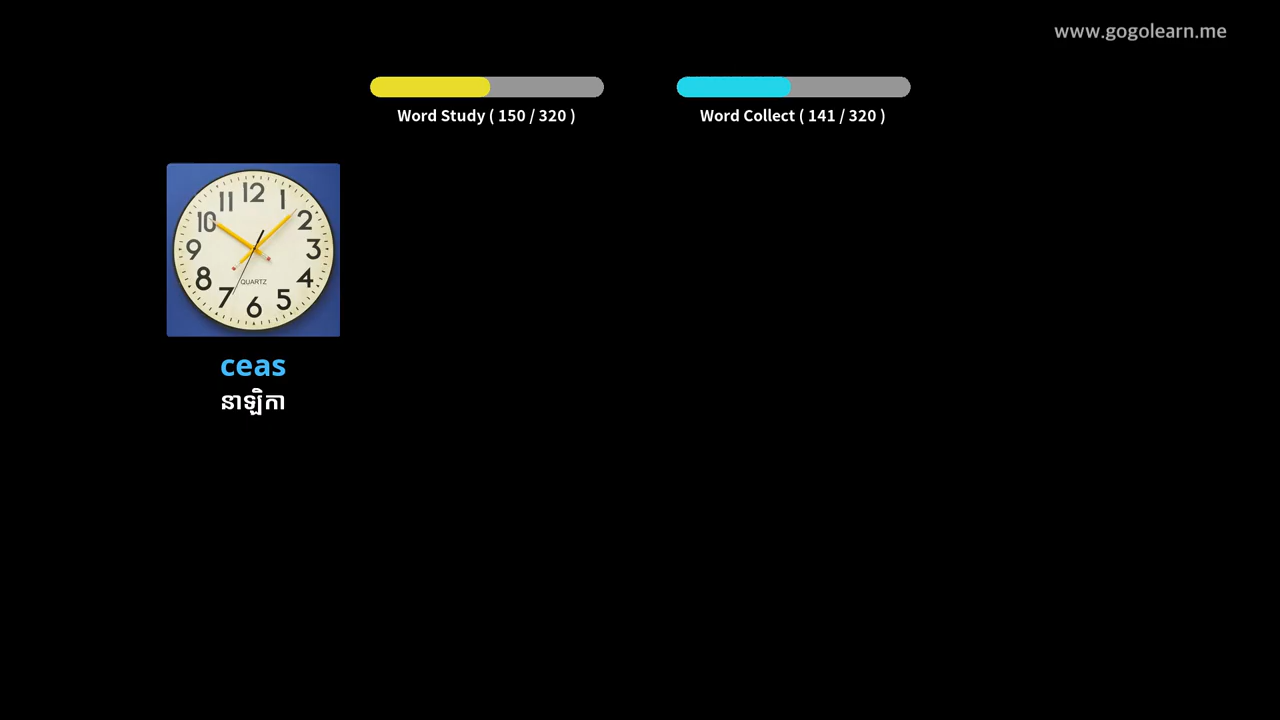 www.gogolearn.me
Word Study ( 150 / 320 )
Word Collect ( 141 / 320 )
12
11
1
10
2
9
3
8
4
QUARTZ
7
5
6
ceas
នាឡិកា